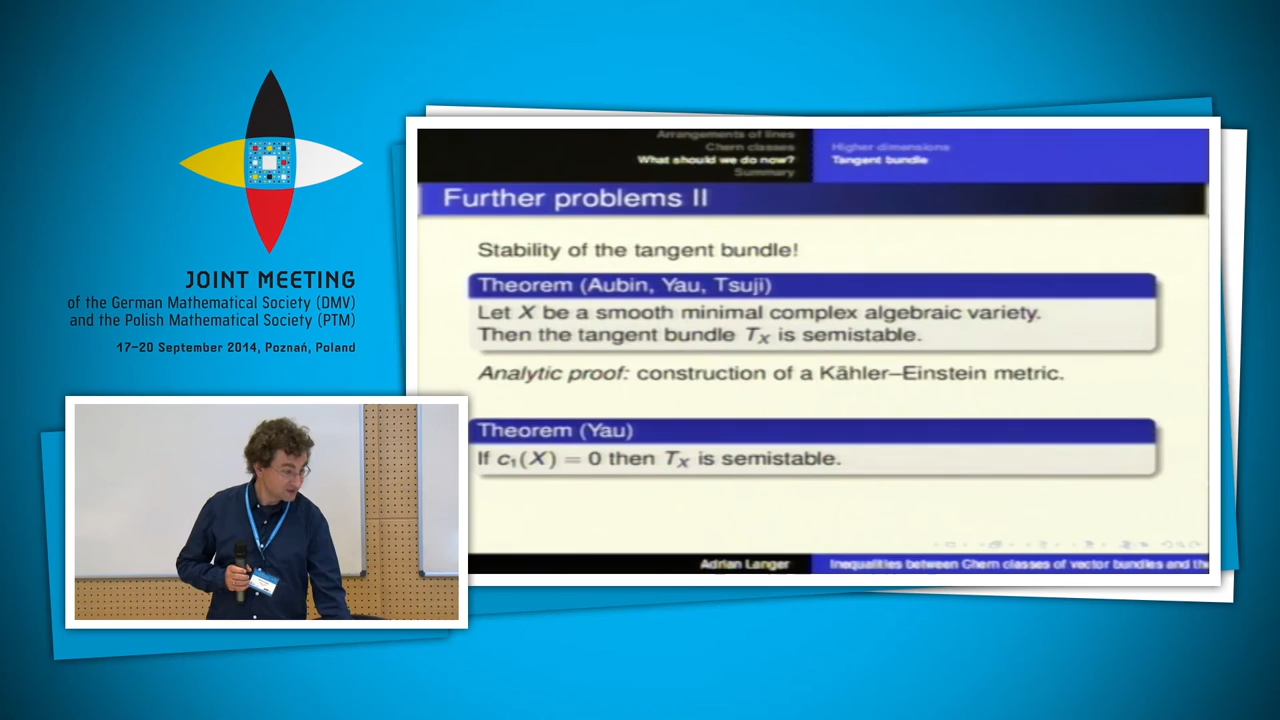 JOINT MEETING
of the German Mathematical Society (DMV)
and the Polish Mathematical Society (PTM)
17–20 September 2014, Poznań, Poland
Arrangements of lines
Chern classes
What should we do now?
Summary
Higher dimensions
Tangent bundle
Further problems II
Stability of the tangent bundle!
Theorem (Aubin, Yau, Tsuji)
Let X be a smooth minimal complex algebraic variety.
Then the tangent bundle T_X is semistable.
Analytic proof: construction of a Kähler–Einstein metric.
Theorem (Yau)
If c₁(X) = 0 then T_X is semistable.
Adrian Langer
Inequalities between Chern classes of vector bundles and